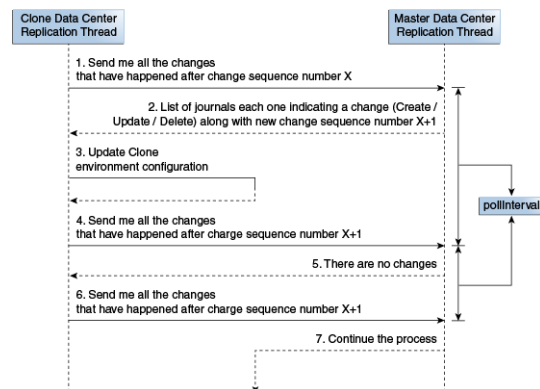 Clone Data Center
Replication Thread
Master Data Center
Replication Thread
1. Send me all the changes
that have happened after change sequence number X
2. List of journals each one indicating a change (Create /
Update / Delete) along with new change sequence number X+1
3. Update Clone
environment configuration
pollInterval
4. Send me all the changes
that have happened after charge sequence number X+1
5. There are no changes
6. Send me all the changes
that have happened after charge sequence number X+1
7. Continue the process